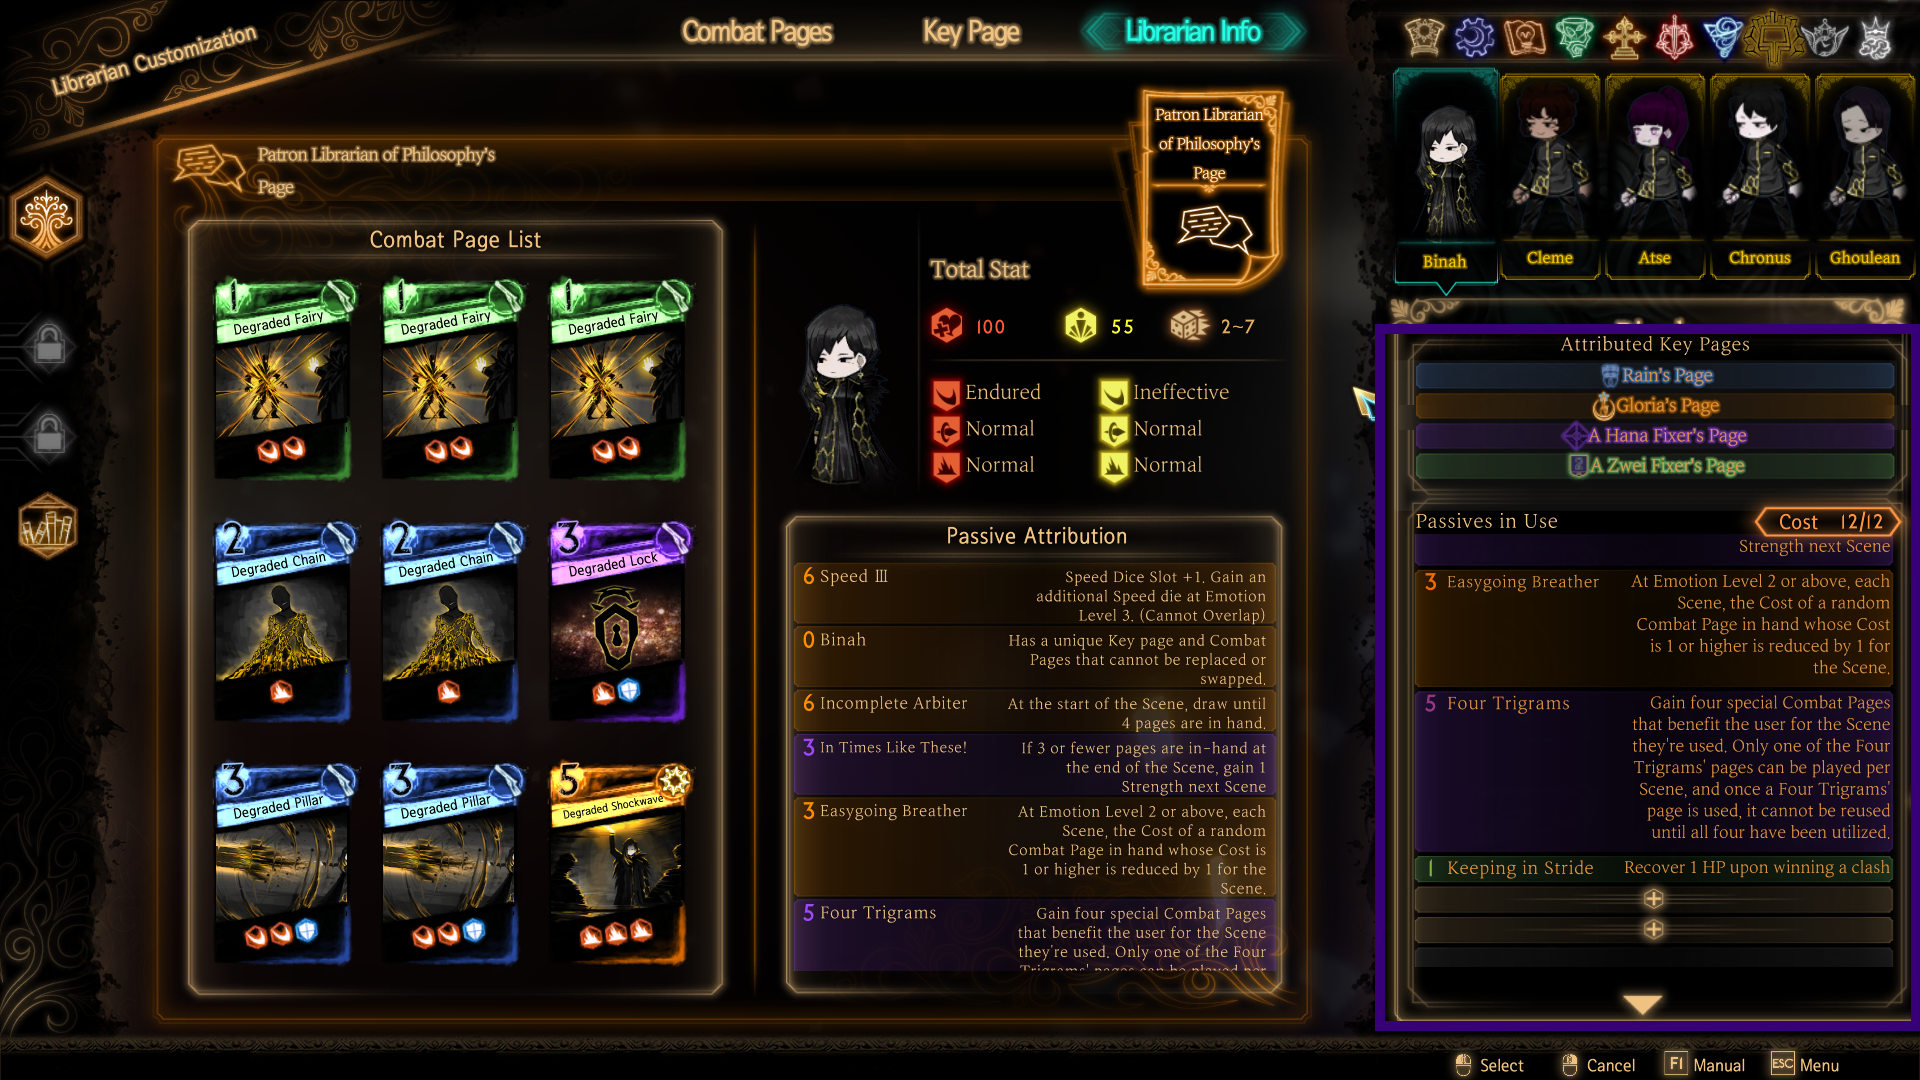 Librarian Customization
Combat Pages
Key Page
Librarian Info
Patron Librarian of Philosophy's
Page
Patron Librarian
of Philosophy's
Page
Combat Page List
1
Degraded Fairy
1
Degraded Fairy
1
Degraded Fairy
2
Degraded Chain
2
Degraded Chain
3
Degraded Lock
3
Degraded Pillar
3
Degraded Pillar
5
Degraded Shockwave
Total Stat
100
55
2~7
Endured
Ineffective
Normal
Normal
Normal
Normal
Passive Attribution
6 Speed III
Speed Dice Slot +1. Gain an
additional Speed die at Emotion
Level 3. (Cannot Overlap)
0 Binah
Has a unique Key page and Combat
Pages that cannot be replaced or
swapped.
6 Incomplete Arbiter
At the start of the Scene, draw until
4 pages are in hand.
3 In Times Like These!
If 3 or fewer pages are in-hand at
the end of the Scene, gain 1
Strength next Scene
3 Easygoing Breather
At Emotion Level 2 or above, each
Scene, the Cost of a random
Combat Page in hand whose Cost is
1 or higher is reduced by 1 for the
Scene.
5 Four Trigrams
Gain four special Combat Pages
that benefit the user for the Scene
they're used. Only one of the Four
Trigrams' pages can be played per
Binah
Cleme
Atse
Chronus
Ghoulean
Attributed Key Pages
Rain's Page
Gloria's Page
A Hana Fixer's Page
A Zwei Fixer's Page
Passives in Use
Cost 12/12
Strength next Scene
3 Easygoing Breather
At Emotion Level 2 or above, each
Scene, the Cost of a random
Combat Page in hand whose Cost
is 1 or higher is reduced by 1 for
the Scene.
5 Four Trigrams
Gain four special Combat Pages
that benefit the user for the Scene
they're used. Only one of the Four
Trigrams' pages can be played per
Scene, and once a Four Trigrams'
page is used, it cannot be reused
until all four have been utilized.
1 Keeping in Stride
Recover 1 HP upon winning a clash
Select
Cancel
F1 Manual
ESC Menu